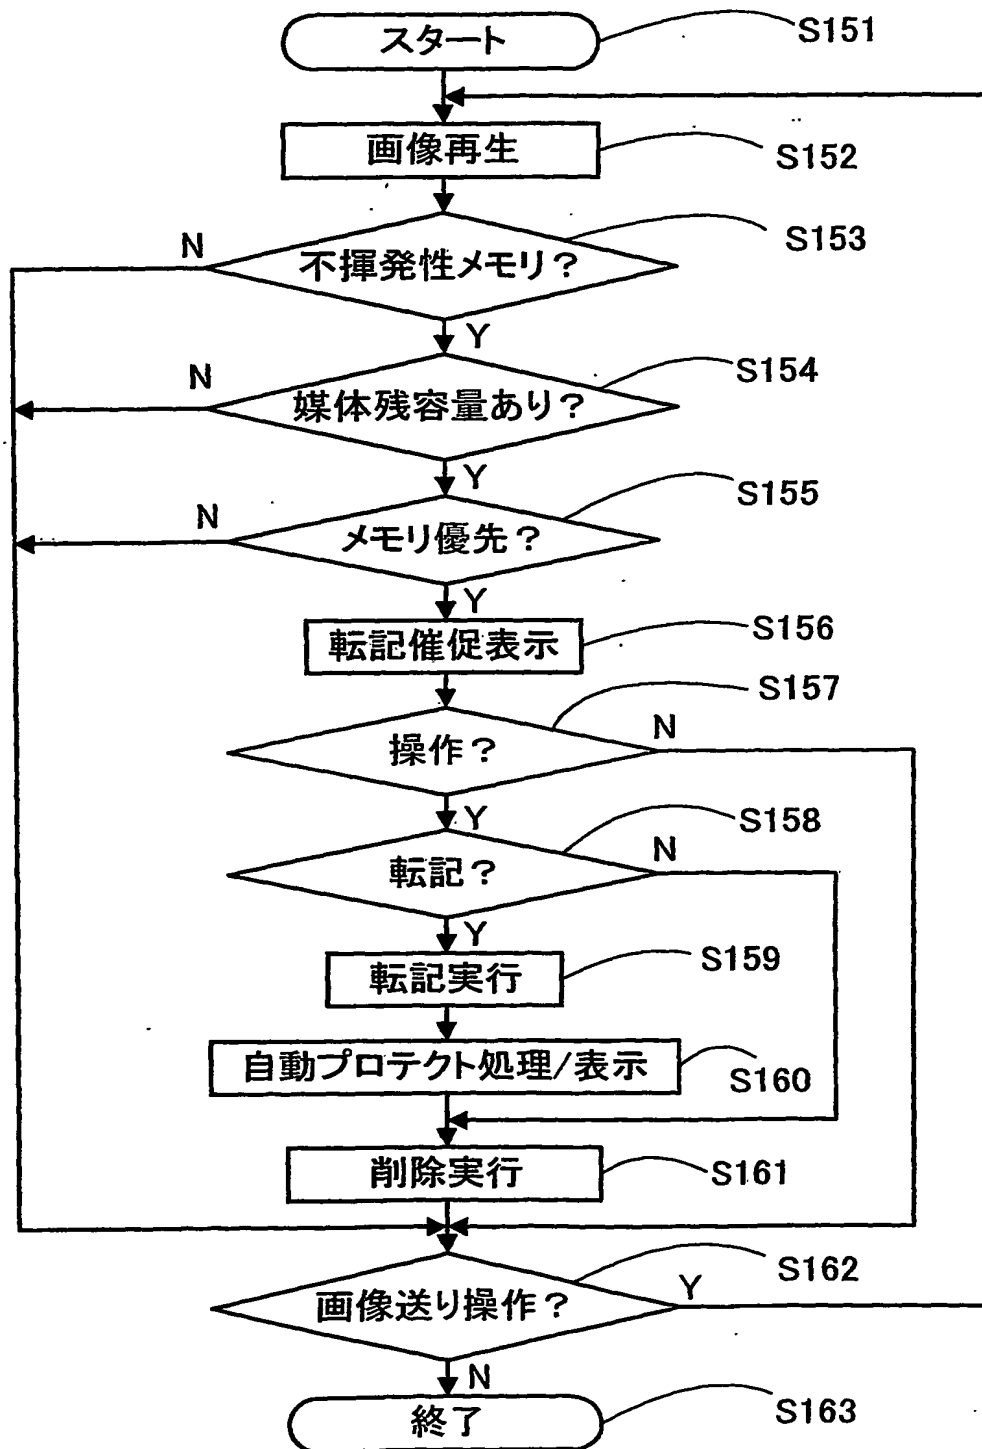 スタート
S151
画像再生
S152
不揮発性メモリ?
S153
N
Y
媒体残容量あり?
S154
N
Y
メモリ優先?
S155
N
Y
転記催促表示
S156
操作?
S157
N
Y
転記?
S158
N
Y
転記実行
S159
自動プロテクト処理/表示
S160
削除実行
S161
画像送り操作?
S162
Y
N
終了
S163